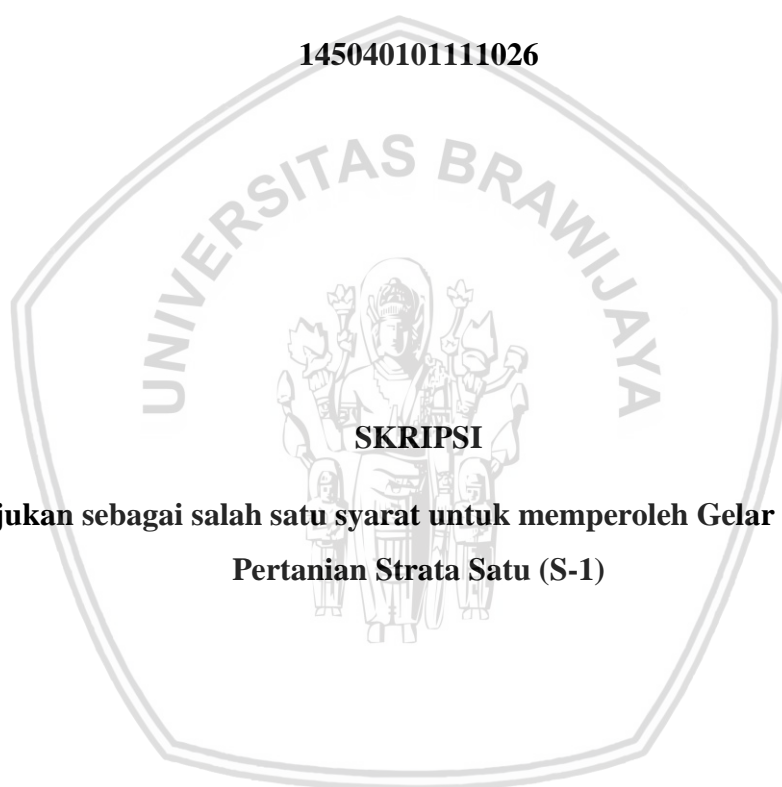 145040101111026
UNIVERSITAS BRAWIJAYA
SKRIPSI
jukan sebagai salah satu syarat untuk memperoleh Gelar
Pertanian Strata Satu (S-1)